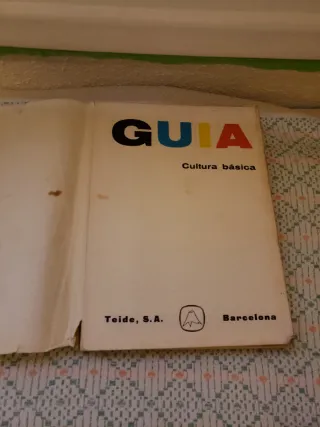 GUIA
Cultura básica
Teide, S.A. Barcelona